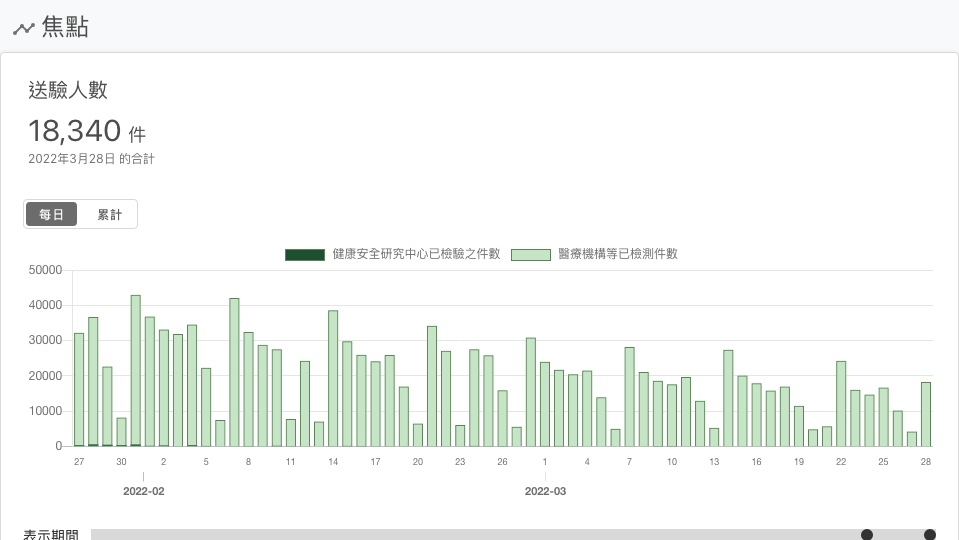 焦點
送驗人數
18,340 件
2022年3月28日 的合計
每日 累計
健康安全研究中心已檢驗之件數 醫療機構等已檢測件數
50000
40000
30000
20000
10000
0
27 30 2 5 8 11 14 17 20 23 26 1 4 7 10 13 16 19 22 25 28
2022-02 2022-03
表示期間